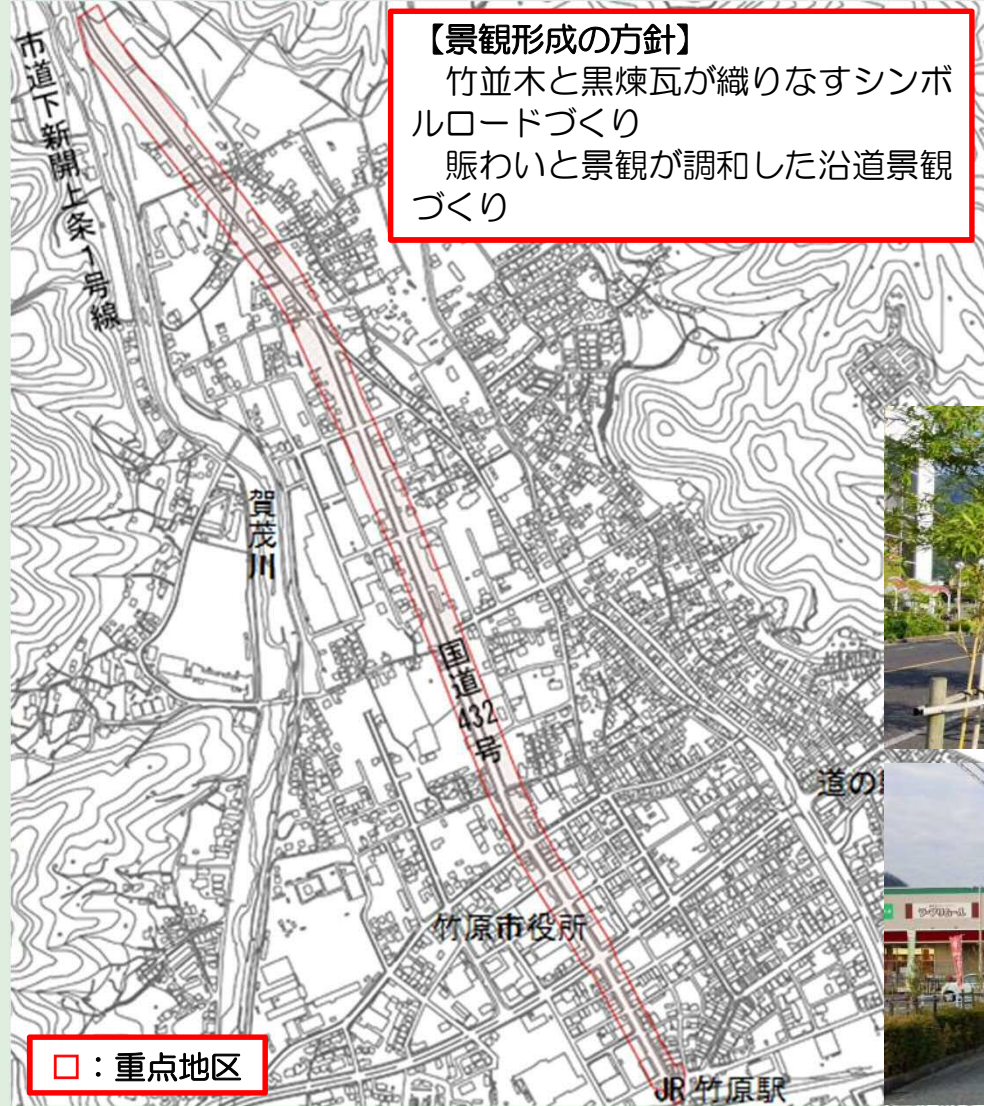 【景観形成の方針】
竹並木と黒煉瓦が織りなすシンボ
ルロードづくり
賑わいと景観が調和した沿道景観
づくり
市道下新開上条1号線
賀茂川
国道432号
道の
竹原市役所
JR竹原駅
□：重点地区